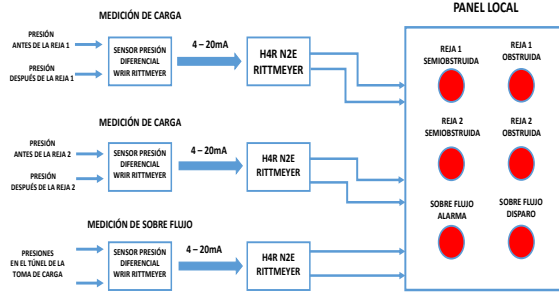 MEDICIÓN DE CARGA
PRESIÓN
ANTES DE LA REJA 1
PRESIÓN
DESPUÉS DE LA REJA 1
SENSOR PRESIÓN
DIFERENCIAL
WRIR RITTMEYER
4 – 20mA
H4R N2E
RITTMEYER
MEDICIÓN DE CARGA
PRESIÓN
ANTES DE LA REJA 2
PRESIÓN
DESPUÉS DE LA REJA 2
SENSOR PRESIÓN
DIFERENCIAL
WRIR RITTMEYER
4 – 20mA
H4R N2E
RITTMEYER
MEDICIÓN DE SOBRE FLUJO
PRESIONES
EN EL TÚNEL DE LA
TOMA DE CARGA
SENSOR PRESIÓN
DIFERENCIAL
WRIR RITTMEYER
4 – 20mA
H4R N2E
RITTMEYER
PANEL LOCAL
REJA 1
SEMIOBSTRUIDA
REJA 1
OBSTRUIDA
REJA 2
SEMIOBSTRUIDA
REJA 2
OBSTRUIDA
SOBRE FLUJO
ALARMA
SOBRE FLUJO
DISPARO